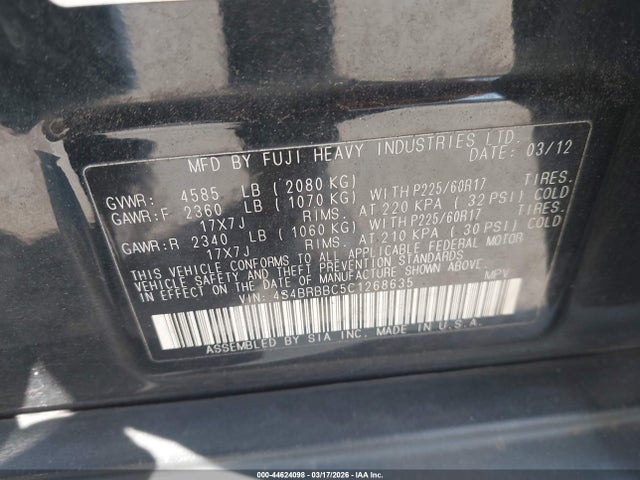 MFD BY FUJI HEAVY INDUSTRIES LTD.
DATE: 03/12
GVWR: 4585 LB (2080 KG)
GAWR:F 2360 LB (1070 KG) WITH P225/60R17 TIRES.
17X7J RIMS. AT 220 KPA (32 PSI) COLD
GAWR:R 2340 LB (1060 KG) WITH P225/60R17 TIRES.
17X7J RIMS. AT 210 KPA (30 PSI) COLD
THIS VEHICLE CONFORMS TO ALL APPLICABLE FEDERAL MOTOR
VEHICLE SAFETY AND THEFT PREVENTION STANDARDS
IN EFFECT ON THE DATE OF MANUFACTURE SHOWN ABOVE.
VIN: 4S4BRBBC5C1268635 MPV
ASSEMBLED BY SIA INC. MADE IN U.S.A.
000-44624098 - 03/17/2026 - IAA Inc.